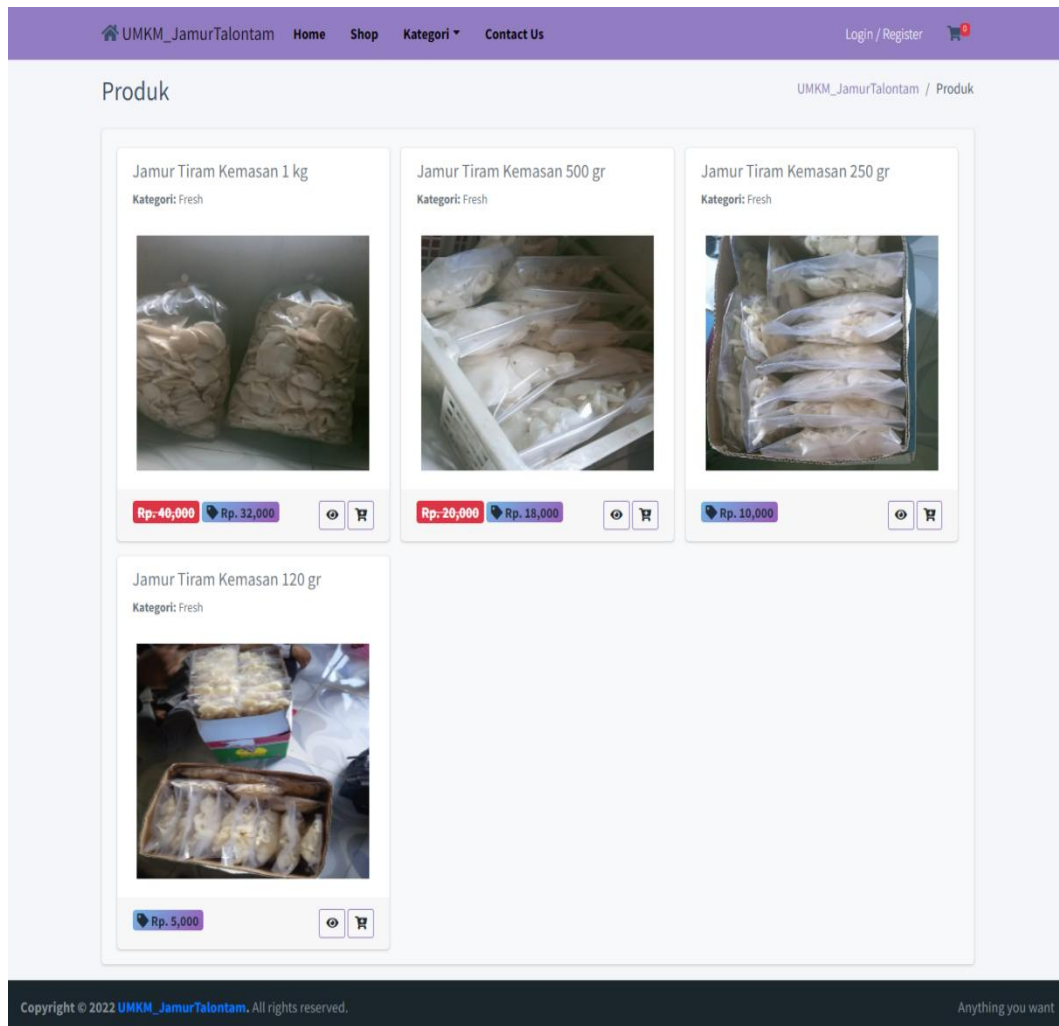 UMKM_JamurTalontam Home Shop Kategori Contact Us Login / Register 0
Produk UMKM_JamurTalontam / Produk
Jamur Tiram Kemasan 1 kg
Kategori: Fresh
Rp. 40,000 Rp. 32,000
Jamur Tiram Kemasan 500 gr
Kategori: Fresh
Rp. 20,000 Rp. 18,000
Jamur Tiram Kemasan 250 gr
Kategori: Fresh
Rp. 10,000
Jamur Tiram Kemasan 120 gr
Kategori: Fresh
Rp. 5,000
Copyright © 2022 UMKM_JamurTalontam. All rights reserved. Anything you want